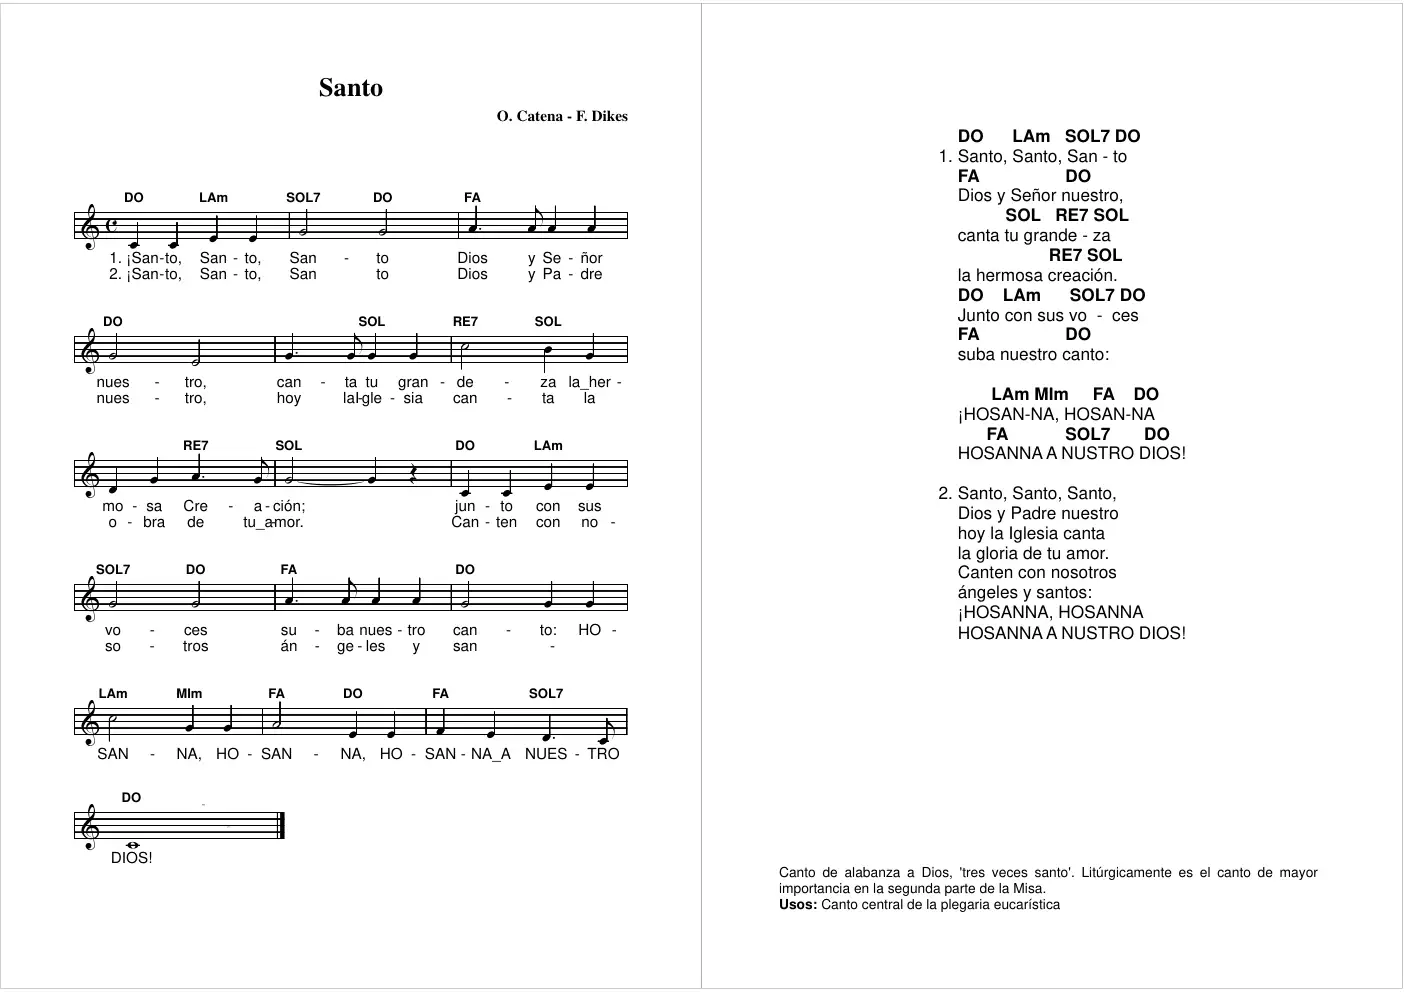 Santo
O. Catena - F. Dikes
DO LAm SOL7 DO FA
1. ¡San-to, San - to, San - to Dios y Se - ñor
2. ¡San-to, San - to, San to Dios y Pa - dre
DO SOL RE7 SOL
nues - tro, can - ta tu gran - de - za la_her -
nues - tro, hoy laI-gle - sia can - ta la
RE7 SOL DO LAm
mo - sa Cre - a - ción; jun - to con sus
o - bra de tu_a-mor. Can - ten con no -
SOL7 DO FA DO
vo - ces su - ba nues - tro can - to: HO -
so - tros án - ge - les y san -
LAm MIm FA DO FA SOL7
SAN - NA, HO - SAN - NA, HO - SAN - NA_A NUES - TRO
DO
DIOS!
DO LAm SOL7 DO
1. Santo, Santo, San - to
FA DO
Dios y Señor nuestro,
SOL RE7 SOL
canta tu grande - za
RE7 SOL
la hermosa creación.
DO LAm SOL7 DO
Junto con sus vo - ces
FA DO
suba nuestro canto:
LAm MIm FA DO
¡HOSAN-NA, HOSAN-NA
FA SOL7 DO
HOSANNA A NUSTRO DIOS!
2. Santo, Santo, Santo,
Dios y Padre nuestro
hoy la Iglesia canta
la gloria de tu amor.
Canten con nosotros
ángeles y santos:
¡HOSANNA, HOSANNA
HOSANNA A NUSTRO DIOS!
Canto de alabanza a Dios, 'tres veces santo'. Litúrgicamente es el canto de mayor
importancia en la segunda parte de la Misa.
Usos: Canto central de la plegaria eucarística